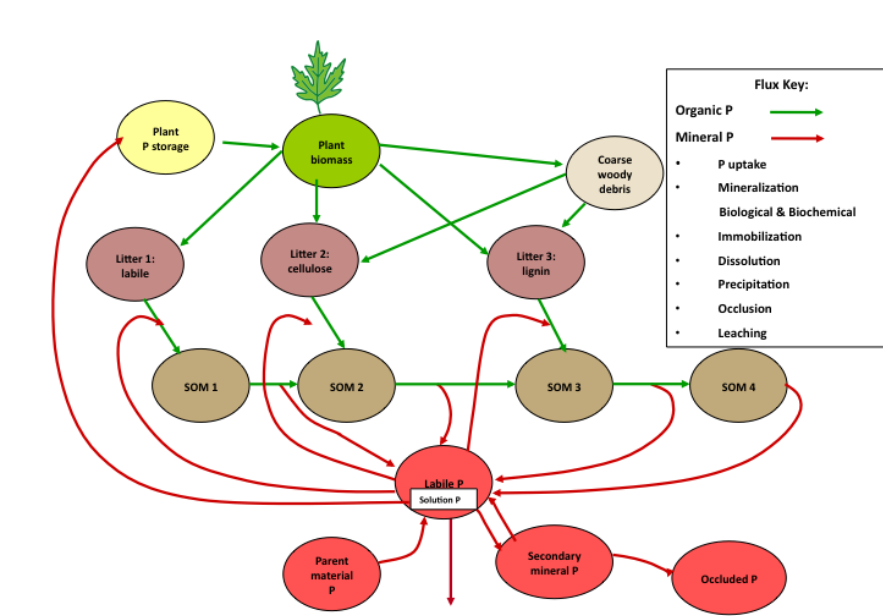 Flux Key:
Organic P
Mineral P
• P uptake
• Mineralization
Biological & Biochemical
• Immobilization
• Dissolution
• Precipitation
• Occlusion
• Leaching
Plant
P storage
Plant
biomass
Coarse
woody
debris
Litter 1:
labile
Litter 2:
cellulose
Litter 3:
lignin
SOM 1
SOM 2
SOM 3
SOM 4
Labile P
Solution P
Parent
material
P
Secondary
mineral P
Occluded P